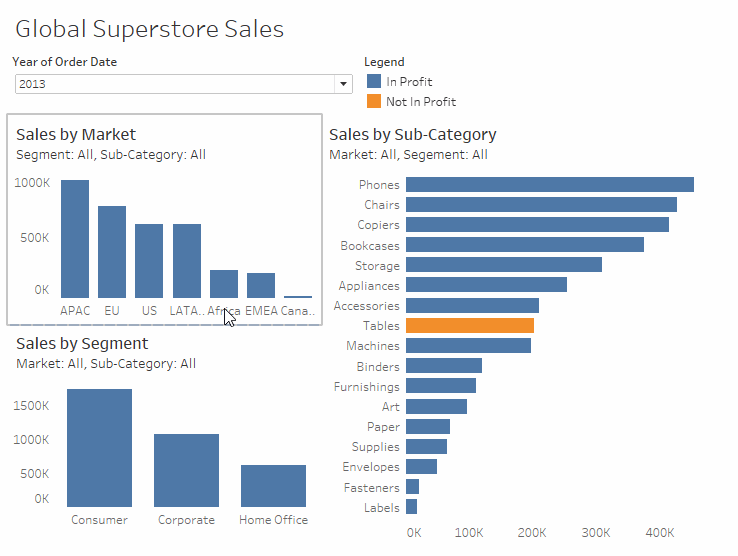 Global Superstore Sales
Year of Order Date
2013
Legend
In Profit
Not In Profit
Sales by Market
Segment: All, Sub-Category: All
1000K
500K
0K
APAC EU US LATA.. Africa EMEA Cana..
Sales by Segment
Market: All, Sub-Category: All
1500K
1000K
500K
0K
Consumer Corporate Home Office
Sales by Sub-Category
Market: All, Segement: All
Phones
Chairs
Copiers
Bookcases
Storage
Appliances
Accessories
Tables
Machines
Binders
Furnishings
Art
Paper
Supplies
Envelopes
Fasteners
Labels
0K 100K 200K 300K 400K